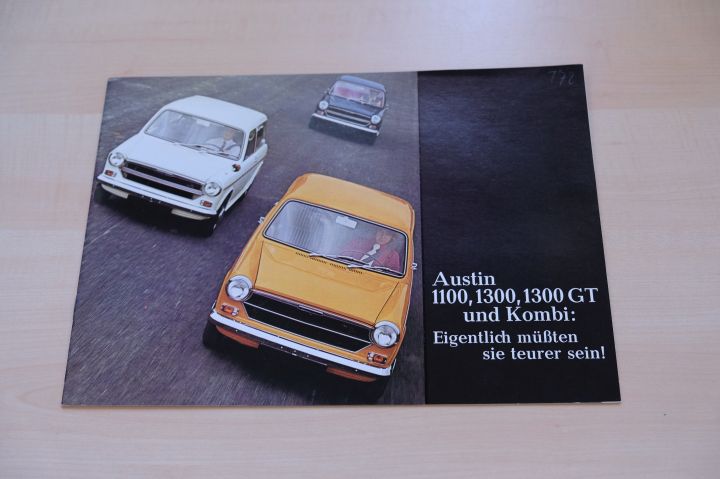 Austin
1100, 1300, 1300 GT
und Kombi:
Eigentlich müßten
sie teurer sein!